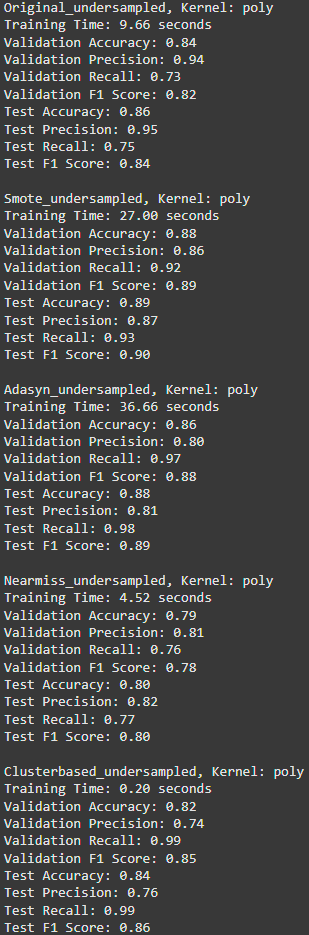 Original_undersampled, Kernel: poly
Training Time: 9.66 seconds
Validation Accuracy: 0.84
Validation Precision: 0.94
Validation Recall: 0.73
Validation F1 Score: 0.82
Test Accuracy: 0.86
Test Precision: 0.95
Test Recall: 0.75
Test F1 Score: 0.84
Smote_undersampled, Kernel: poly
Training Time: 27.00 seconds
Validation Accuracy: 0.88
Validation Precision: 0.86
Validation Recall: 0.92
Validation F1 Score: 0.89
Test Accuracy: 0.89
Test Precision: 0.87
Test Recall: 0.93
Test F1 Score: 0.90
Adasyn_undersampled, Kernel: poly
Training Time: 36.66 seconds
Validation Accuracy: 0.86
Validation Precision: 0.80
Validation Recall: 0.97
Validation F1 Score: 0.88
Test Accuracy: 0.88
Test Precision: 0.81
Test Recall: 0.98
Test F1 Score: 0.89
Nearmiss_undersampled, Kernel: poly
Training Time: 4.52 seconds
Validation Accuracy: 0.79
Validation Precision: 0.81
Validation Recall: 0.76
Validation F1 Score: 0.78
Test Accuracy: 0.80
Test Precision: 0.82
Test Recall: 0.77
Test F1 Score: 0.80
Clusterbased_undersampled, Kernel: poly
Training Time: 0.20 seconds
Validation Accuracy: 0.82
Validation Precision: 0.74
Validation Recall: 0.99
Validation F1 Score: 0.85
Test Accuracy: 0.84
Test Precision: 0.76
Test Recall: 0.99
Test F1 Score: 0.86